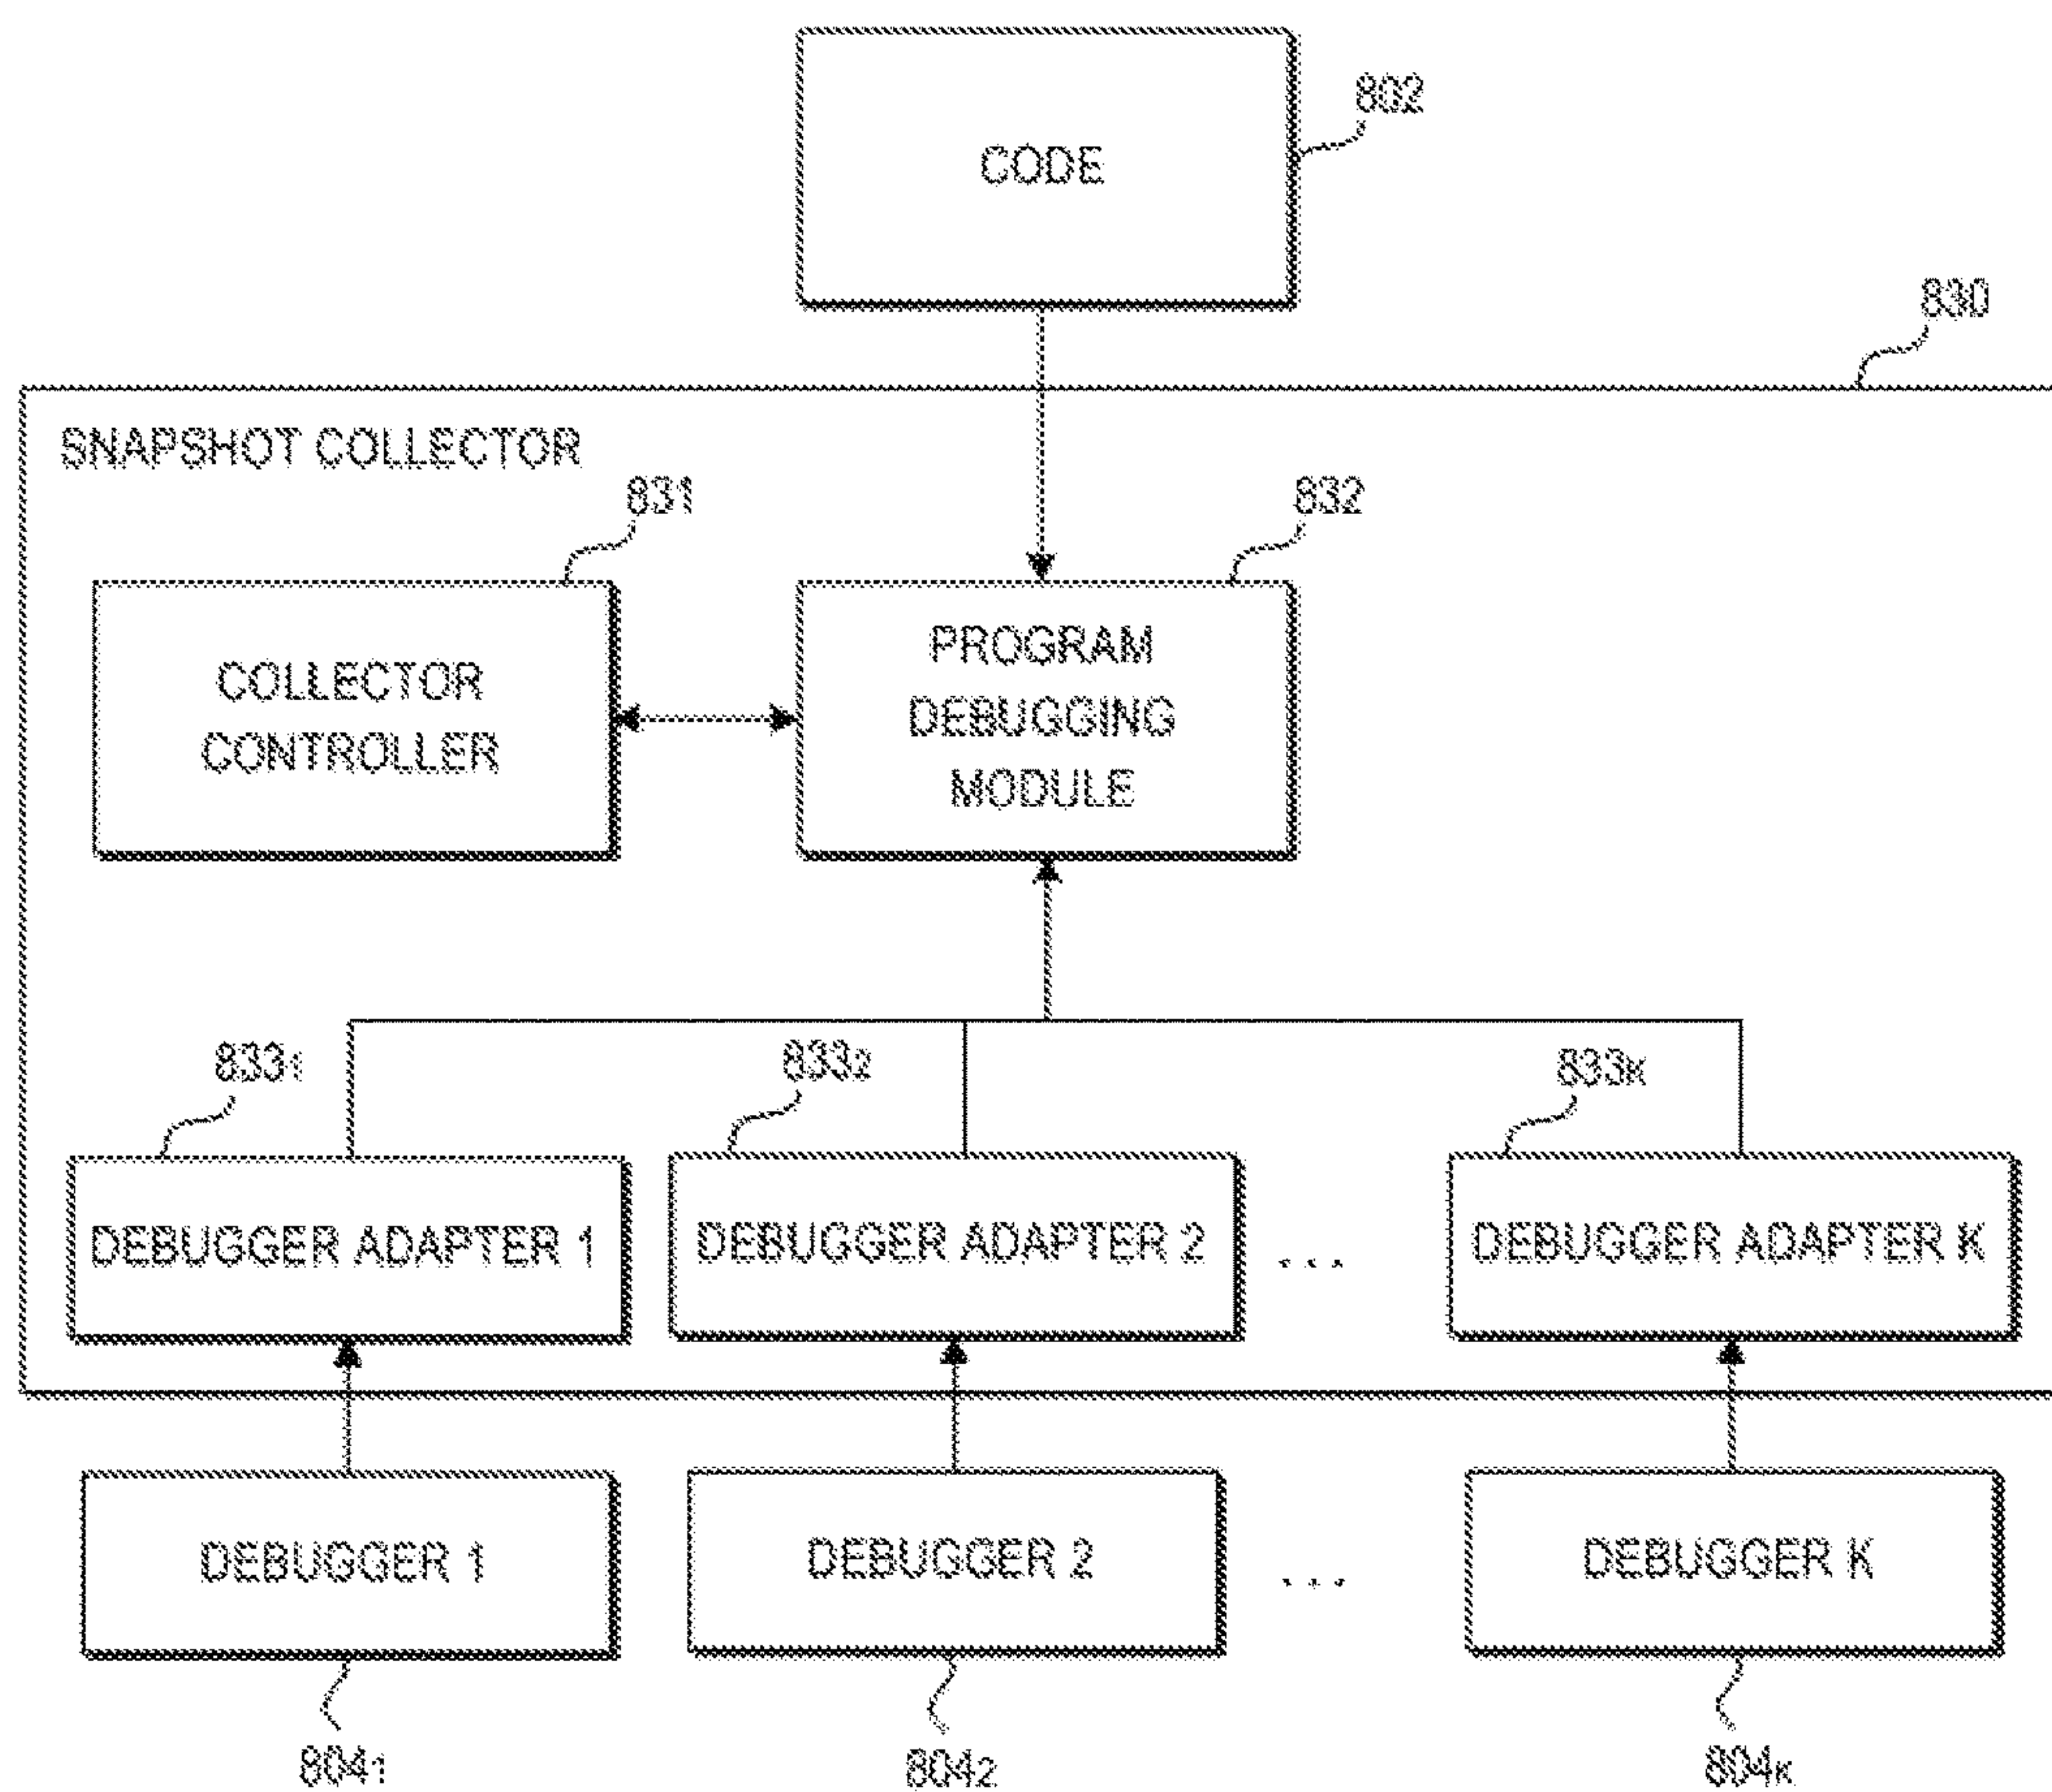 CODE
802
830
SNAPSHOT COLLECTOR
831
832
COLLECTOR
CONTROLLER
PROGRAM
DEBUGGING
MODULE
833₁
833₂
833ₖ
DEBUGGER ADAPTER 1
DEBUGGER ADAPTER 2
...
DEBUGGER ADAPTER K
DEBUGGER 1
DEBUGGER 2
...
DEBUGGER K
804₁
804₂
804ₖ